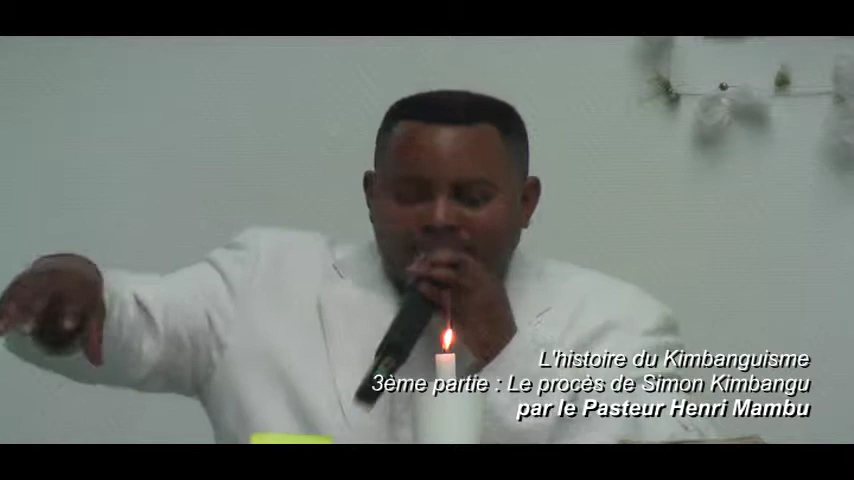 L'histoire du Kimbanguisme
3ème partie : Le procès de Simon Kimbangu
par le Pasteur Henri Mambu